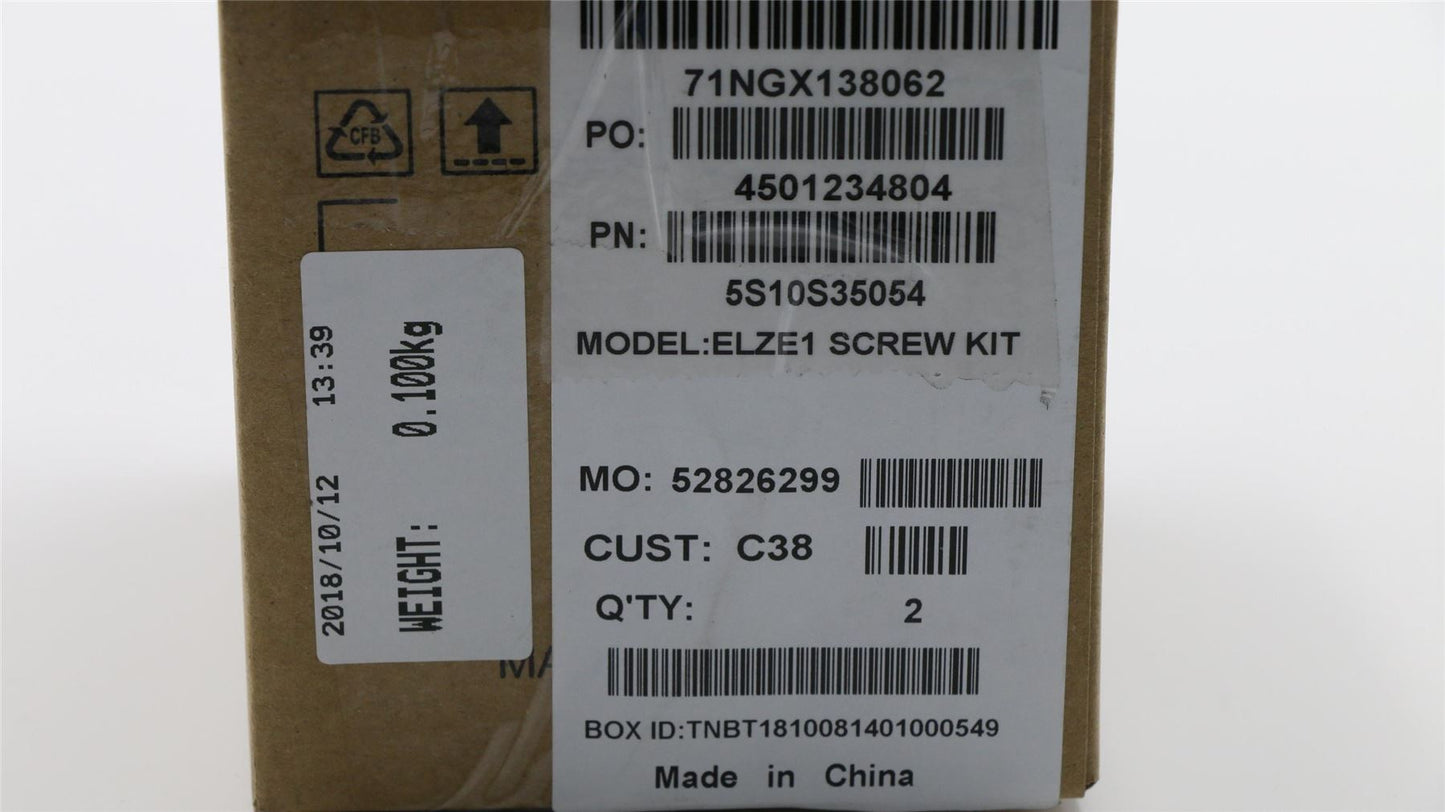 71NGX138062
PO:
4501234804
PN:
5S10S35054
MODEL:ELZE1 SCREW KIT
MO: 52826299
CUST: C38
Q'TY: 2
BOX ID:TNBT1810081401000549
Made in China
CFB
2018/10/12 13:39
WEIGHT: 0.100kg